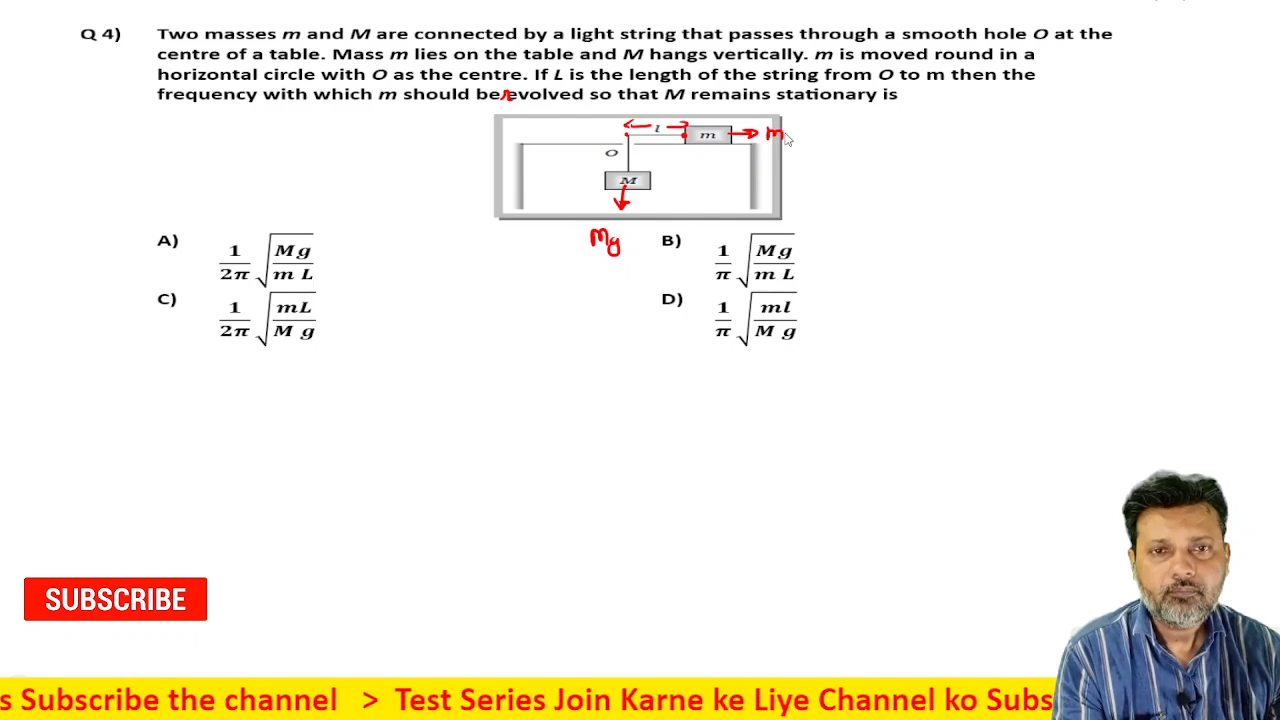 Q 4) Two masses m and M are connected by a light string that passes through a smooth hole O at the
centre of a table. Mass m lies on the table and M hangs vertically. m is moved round in a
horizontal circle with O as the centre. If L is the length of the string from O to m then the
frequency with which m should be revolved so that M remains stationary is
l
m
m
O
M
Mg
A) 1/2π √(Mg/m L)
B) 1/π √(Mg/m L)
C) 1/2π √(mL/M g)
D) 1/π √(ml/M g)
SUBSCRIBE
s Subscribe the channel > Test Series Join Karne ke Liye Channel ko Subs